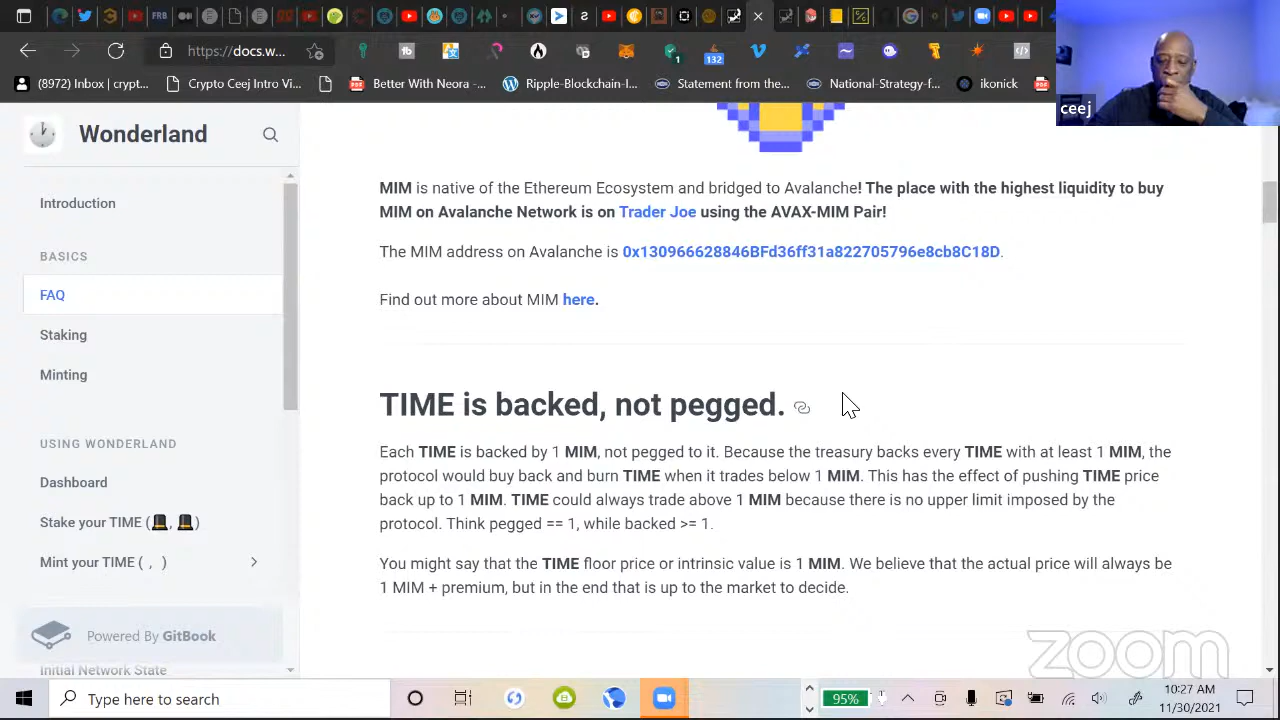 https://docs.w...
132
(8972) Inbox | crypt...
Crypto Ceej Intro Vi...
Better With Neora -...
Ripple-Blockchain-I...
Statement from the...
National-Strategy-f...
ikonick
ceej
Wonderland
Introduction
BASICS
FAQ
Staking
Minting
USING WONDERLAND
Dashboard
Stake your TIME ( , )
Mint your TIME ( , )
Powered By GitBook
Initial Network State
MIM is native of the Ethereum Ecosystem and bridged to Avalanche! The place with the highest liquidity to buy
MIM on Avalanche Network is on Trader Joe using the AVAX-MIM Pair!
The MIM address on Avalanche is 0x130966628846BFd36ff31a822705796e8cb8C18D.
Find out more about MIM here.
TIME is backed, not pegged.
Each TIME is backed by 1 MIM, not pegged to it. Because the treasury backs every TIME with at least 1 MIM, the
protocol would buy back and burn TIME when it trades below 1 MIM. This has the effect of pushing TIME price
back up to 1 MIM. TIME could always trade above 1 MIM because there is no upper limit imposed by the
protocol. Think pegged == 1, while backed >= 1.
You might say that the TIME floor price or intrinsic value is 1 MIM. We believe that the actual price will always be
1 MIM + premium, but in the end that is up to the market to decide.
zoom
Type here to search
95%
10:27 AM
11/30/2021